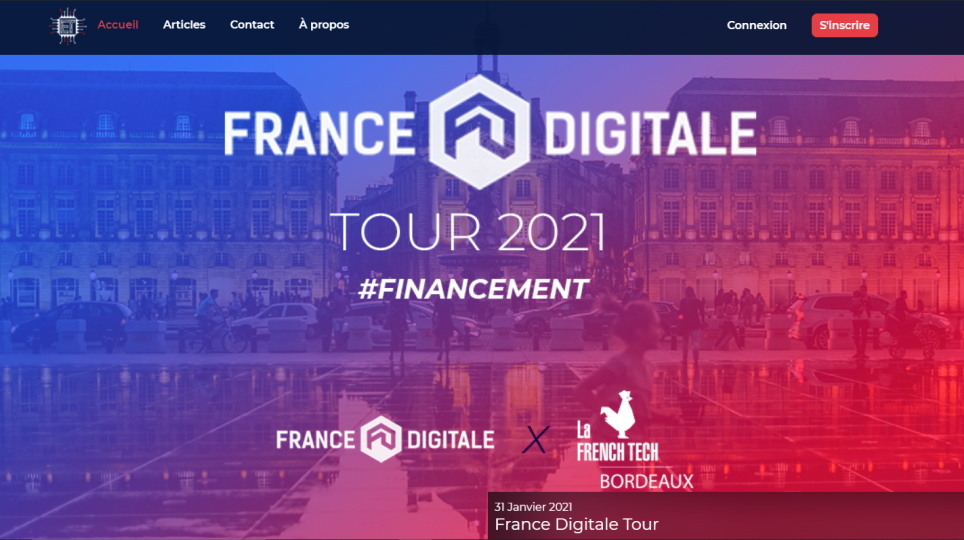 Accueil Articles Contact À propos Connexion S'inscrire
FRANCE DIGITALE
TOUR 2021
#FINANCEMENT
FRANCE DIGITALE X La FRENCH TECH
BORDEAUX
31 Janvier 2021
France Digitale Tour